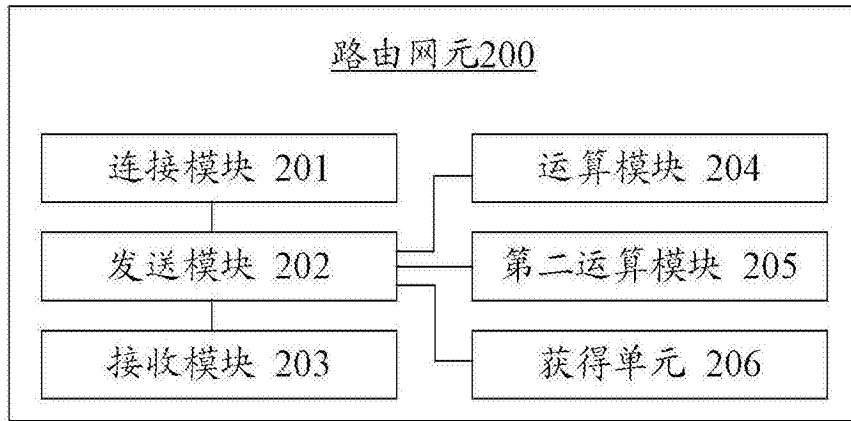 路由网元200
连接模块 201
发送模块 202
接收模块 203
运算模块 204
第二运算模块 205
获得单元 206